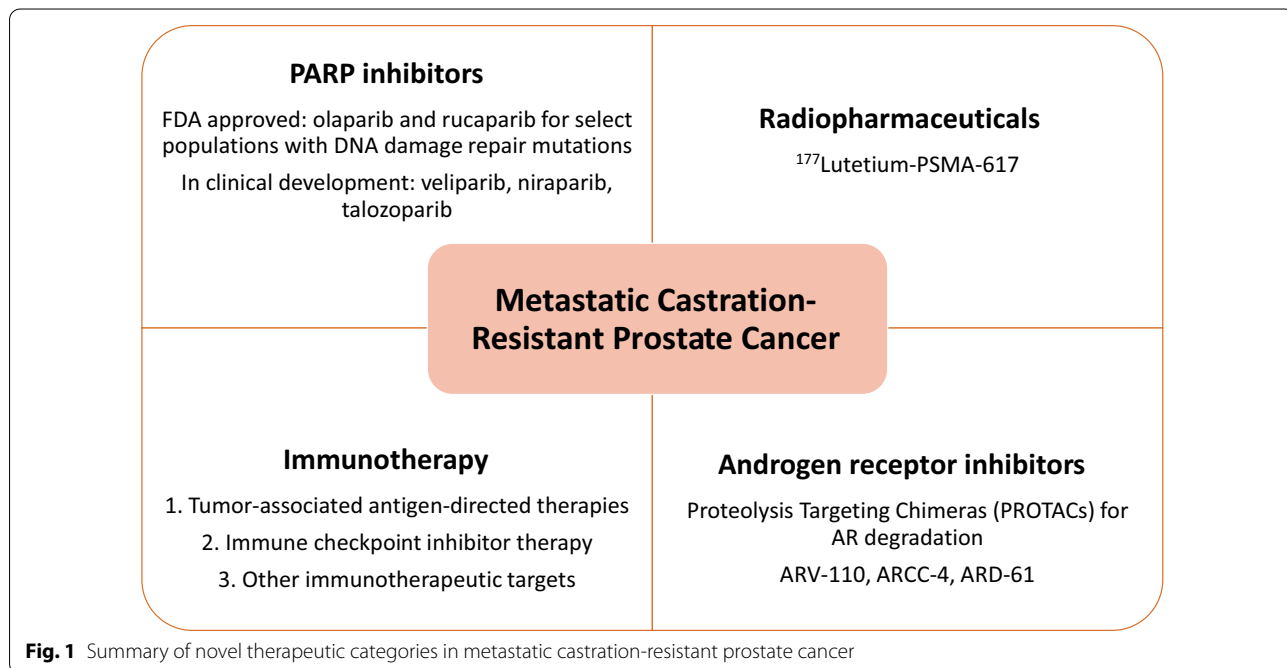 PARP inhibitors
FDA approved: olaparib and rucaparib for select
populations with DNA damage repair mutations
In clinical development: veliparib, niraparib,
talozoparib
Radiopharmaceuticals
¹⁷⁷Lutetium-PSMA-617
Metastatic Castration-
Resistant Prostate Cancer
Immunotherapy
1. Tumor-associated antigen-directed therapies
2. Immune checkpoint inhibitor therapy
3. Other immunotherapeutic targets
Androgen receptor inhibitors
Proteolysis Targeting Chimeras (PROTACs) for
AR degradation
ARV-110, ARCC-4, ARD-61
Fig. 1 Summary of novel therapeutic categories in metastatic castration-resistant prostate cancer